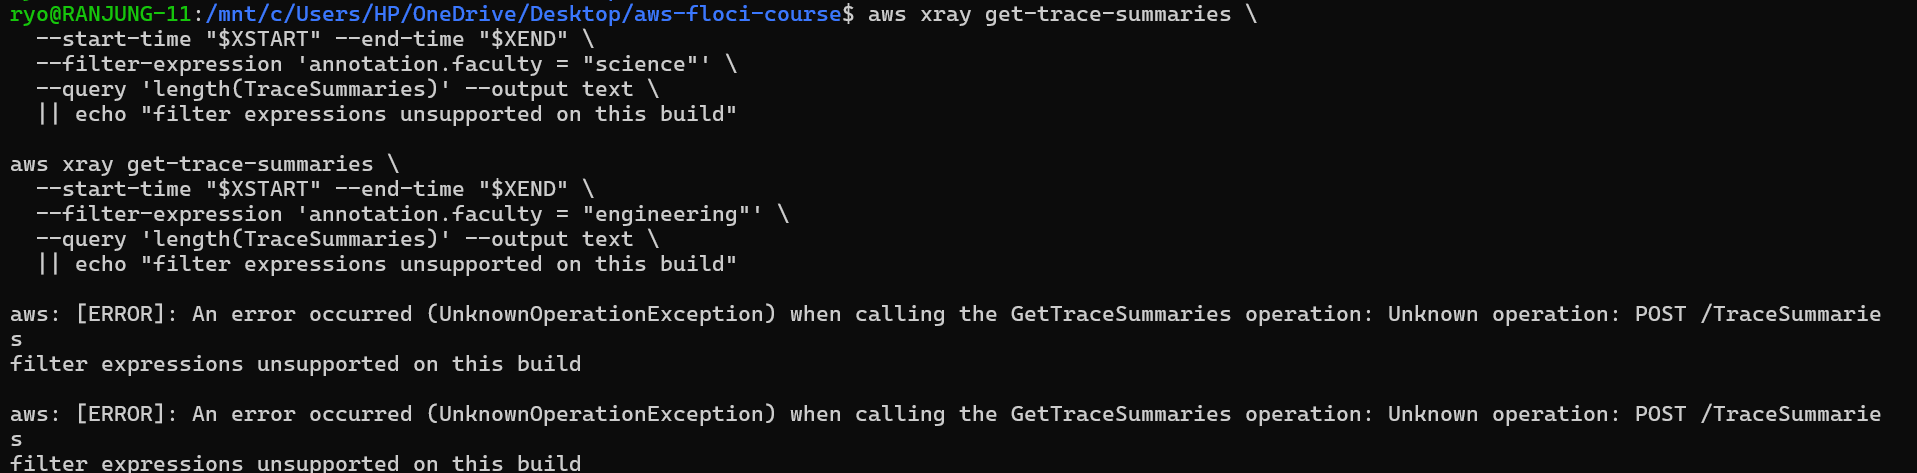 ryo@RANJUNG-11:/mnt/c/Users/HP/OneDrive/Desktop/aws-floci-course$ aws xray get-trace-summaries \
  --start-time "$XSTART" --end-time "$XEND" \
  --filter-expression 'annotation.faculty = "science"' \
  --query 'length(TraceSummaries)' --output text \
  || echo "filter expressions unsupported on this build"

aws xray get-trace-summaries \
  --start-time "$XSTART" --end-time "$XEND" \
  --filter-expression 'annotation.faculty = "engineering"' \
  --query 'length(TraceSummaries)' --output text \
  || echo "filter expressions unsupported on this build"

aws: [ERROR]: An error occurred (UnknownOperationException) when calling the GetTraceSummaries operation: Unknown operation: POST /TraceSummarie
s
filter expressions unsupported on this build

aws: [ERROR]: An error occurred (UnknownOperationException) when calling the GetTraceSummaries operation: Unknown operation: POST /TraceSummarie
s
filter expressions unsupported on this build